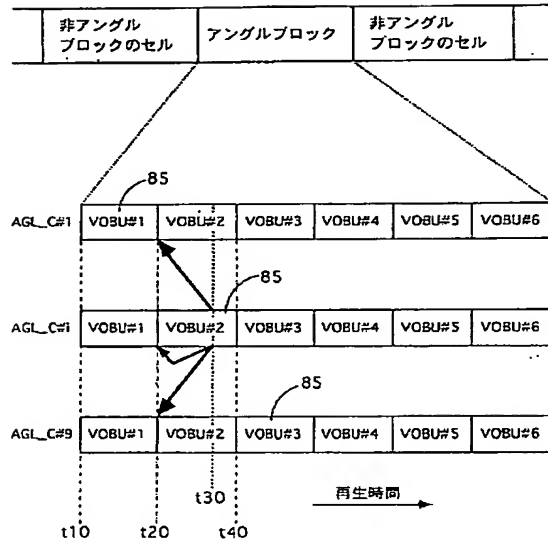 非アングル
ブロックのセル
アングルブロック
非アングル
ブロックのセル
85
AGL_C#1 VOBU#1 VOBU#2 VOBU#3 VOBU#4 VOBU#5 VOBU#6
85
AGL_C#i VOBU#1 VOBU#2 VOBU#3 VOBU#4 VOBU#5 VOBU#6
85
AGL_C#9 VOBU#1 VOBU#2 VOBU#3 VOBU#4 VOBU#5 VOBU#6
t30
再生時間
t10 t20 t40